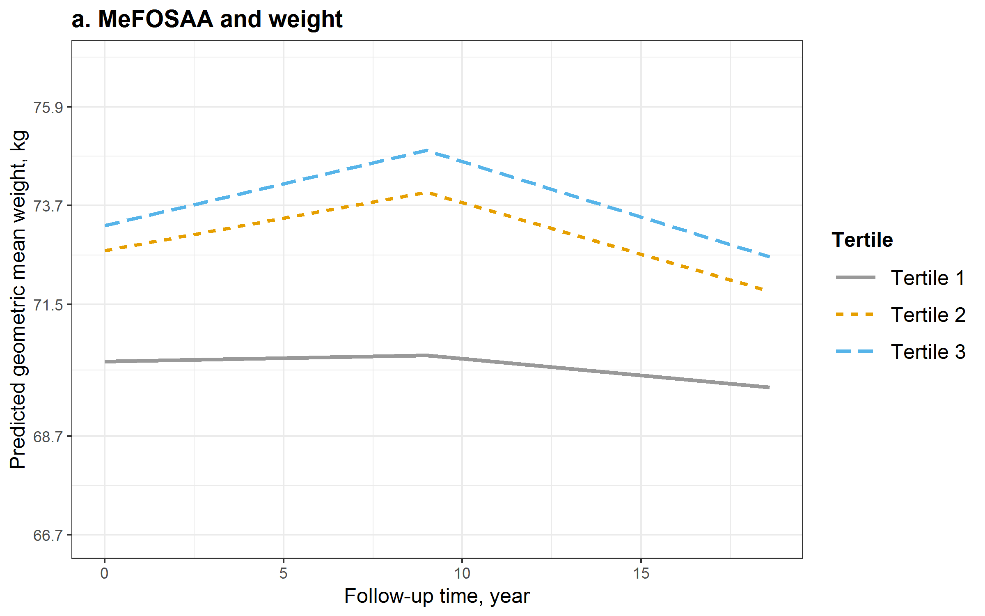 a. MeFOSAA and weight
Predicted geometric mean weight, kg
75.9
73.7
71.5
68.7
66.7
0
5
10
15
Follow-up time, year
Tertile
Tertile 1
Tertile 2
Tertile 3